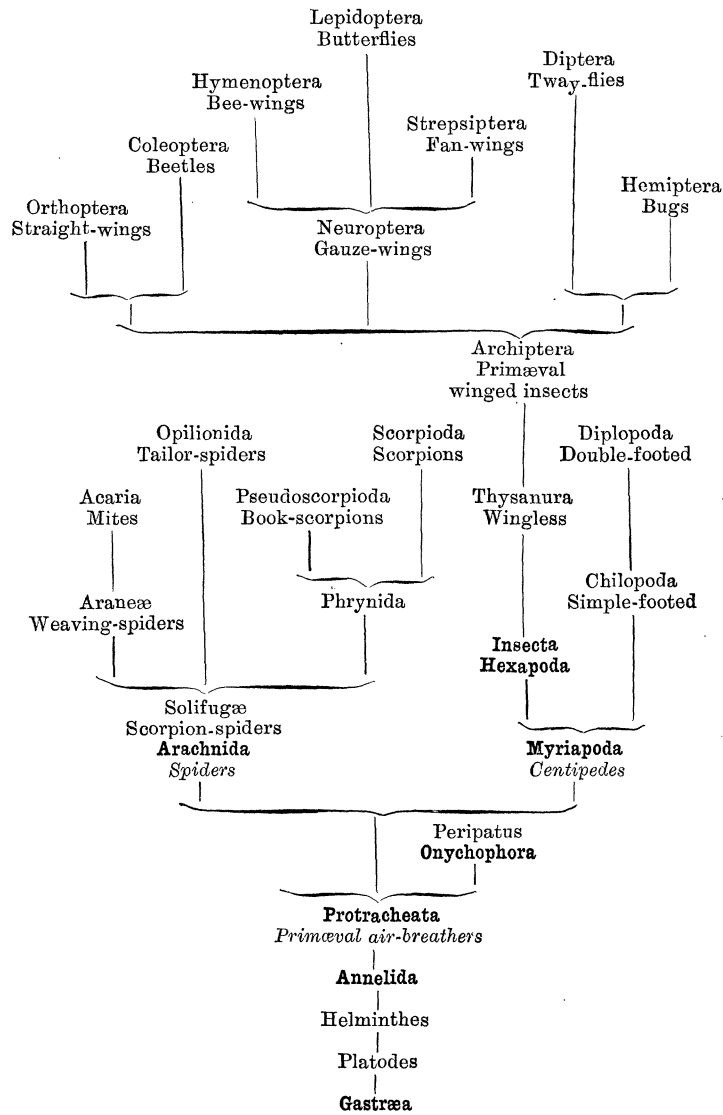 Lepidoptera
Butterflies
Diptera
Tway-flies
Hymenoptera
Bee-wings
Strepsiptera
Fan-wings
Coleoptera
Beetles
Hemiptera
Bugs
Orthoptera
Straight-wings
Neuroptera
Gauze-wings
Archiptera
Primæval
winged insects
Opilionida
Tailor-spiders
Scorpioda
Scorpions
Diplopoda
Double-footed
Acaria
Mites
Pseudoscorpioda
Book-scorpions
Thysanura
Wingless
Araneæ
Weaving-spiders
Phrynida
Chilopoda
Simple-footed
Insecta
Hexapoda
Solifugæ
Scorpion-spiders
Arachnida
Spiders
Myriapoda
Centipedes
Peripatus
Onychophora
Protracheata
Primæval air-breathers
Annelida
Helminthes
Platodes
Gastræa